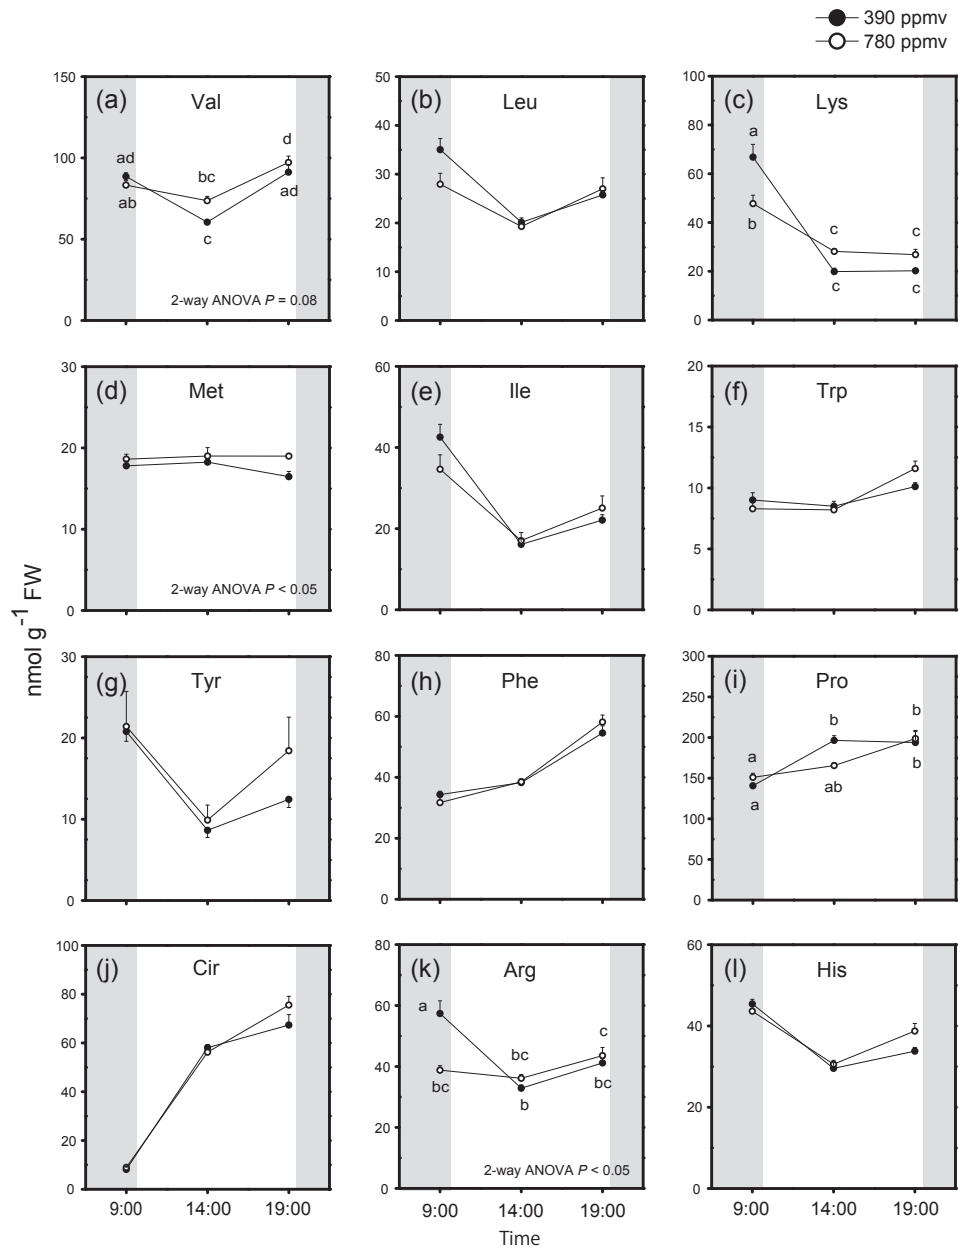 390 ppmv
780 ppmv
(a) Val
150
100
50
0
ad
ab
bc
c
d
ad
2-way ANOVA P = 0.08
(b) Leu
50
40
30
20
10
0
(c) Lys
100
80
60
40
20
0
a
b
c
c
c
c
(d) Met
30
20
10
0
2-way ANOVA P < 0.05
(e) Ile
60
40
20
0
(f) Trp
20
15
10
5
0
nmol g-1 FW
(g) Tyr
30
20
10
0
(h) Phe
80
60
40
20
0
(i) Pro
300
250
200
150
100
50
0
a
a
b
ab
b
b
(j) Cir
100
80
60
40
20
0
9:00 14:00 19:00
(k) Arg
80
60
40
20
0
a
bc
bc
b
c
bc
2-way ANOVA P < 0.05
9:00 14:00 19:00
Time
(l) His
60
40
20
0
9:00 14:00 19:00